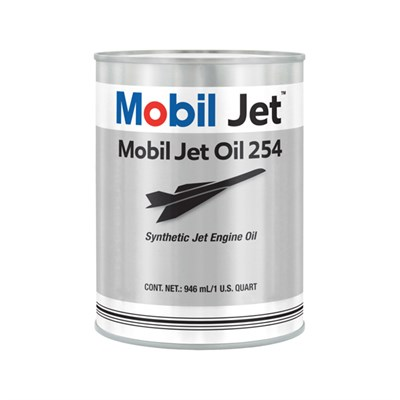 Mobil Jet™
Mobil Jet Oil 254
Synthetic Jet Engine Oil
CONT. NET.: 946 mL/1 U.S. QUART